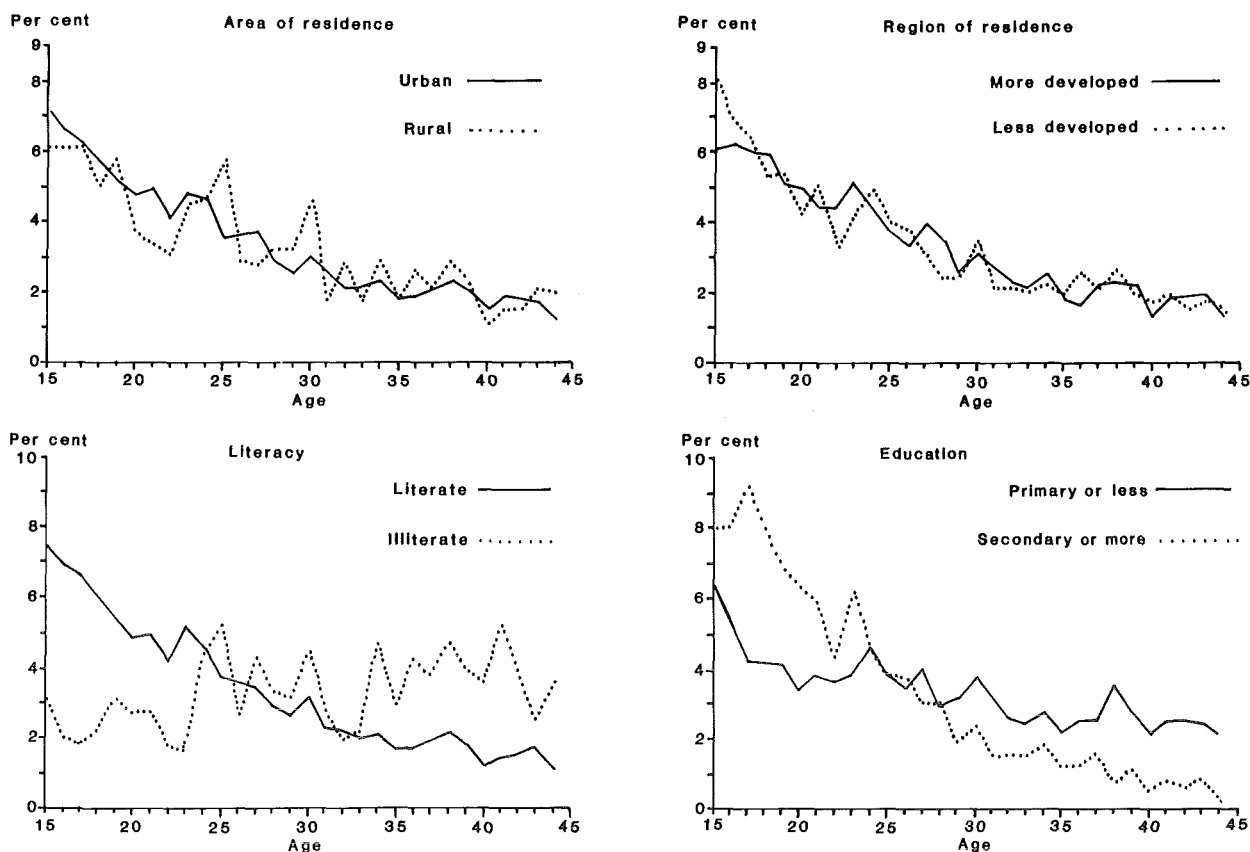 Per cent
Area of residence
9
8
6
4
2
0
Urban
Rural
15 20 25 30 35 40 45
Age
Per cent
Region of residence
9
8
6
4
2
0
More developed
Less developed
15 20 25 30 35 40 45
Age
Per cent
Literacy
10
8
6
4
2
0
Literate
Illiterate
15 20 25 30 35 40 45
Age
Per cent
Education
10
8
6
4
2
0
Primary or less
Secondary or more
15 20 25 30 35 40 45
Age